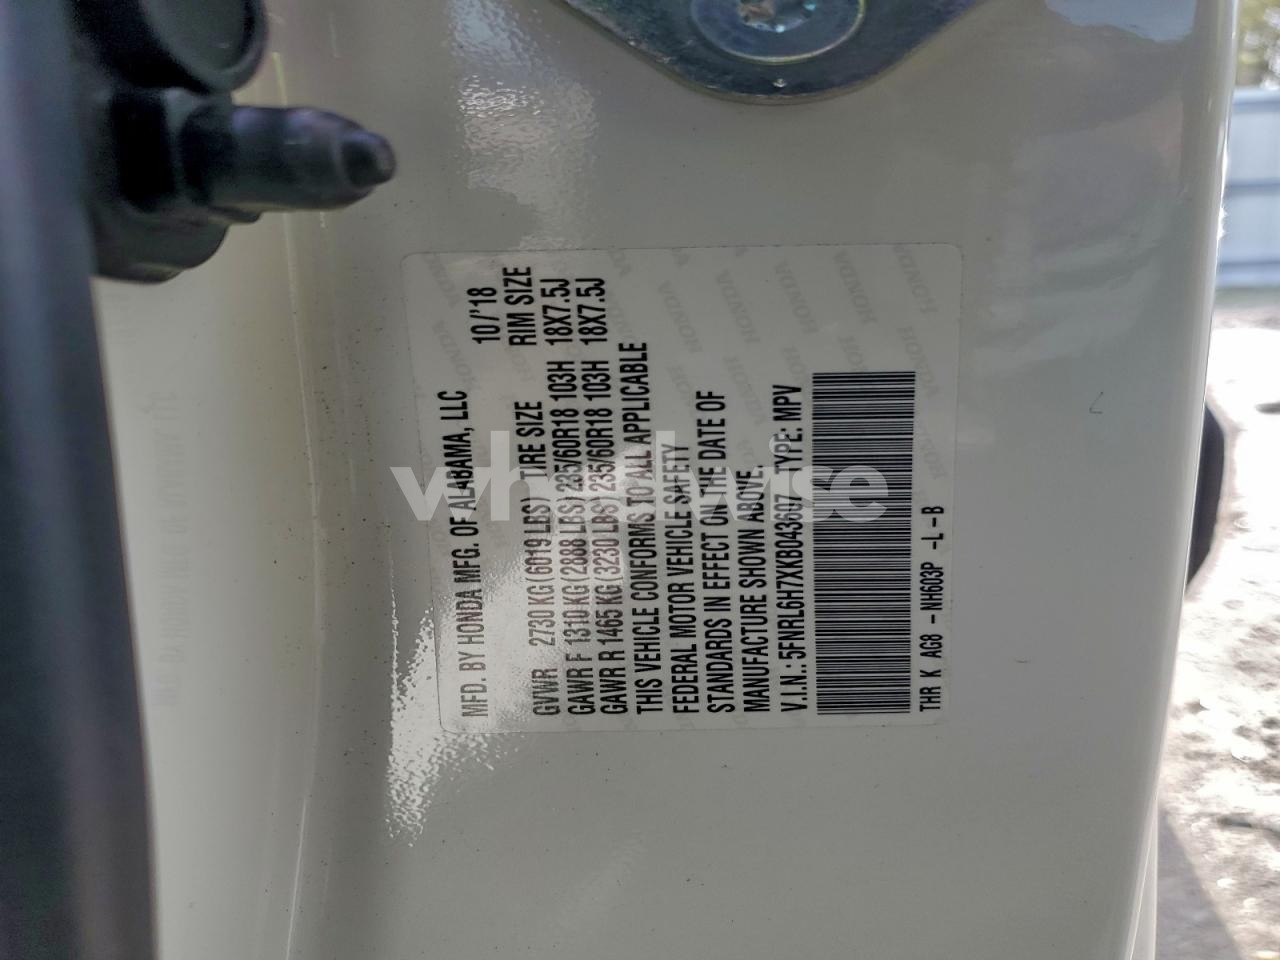 MFD. BY HONDA MFG. OF ALABAMA, LLC 10/'18
GVWR 2730 KG (6019 LBS) TIRE SIZE RIM SIZE
GAWR F 1310 KG (2888 LBS) 235/60R18 103H 18X7.5J
GAWR R 1465 KG (3230 LBS) 235/60R18 103H 18X7.5J
THIS VEHICLE CONFORMS TO ALL APPLICABLE
FEDERAL MOTOR VEHICLE SAFETY
STANDARDS IN EFFECT ON THE DATE OF
MANUFACTURE SHOWN ABOVE.
V.I.N.: 5FNRL6H7XKB043607 TYPE: MPV
THR K AG8 - NH603P -L-B
wheelwise